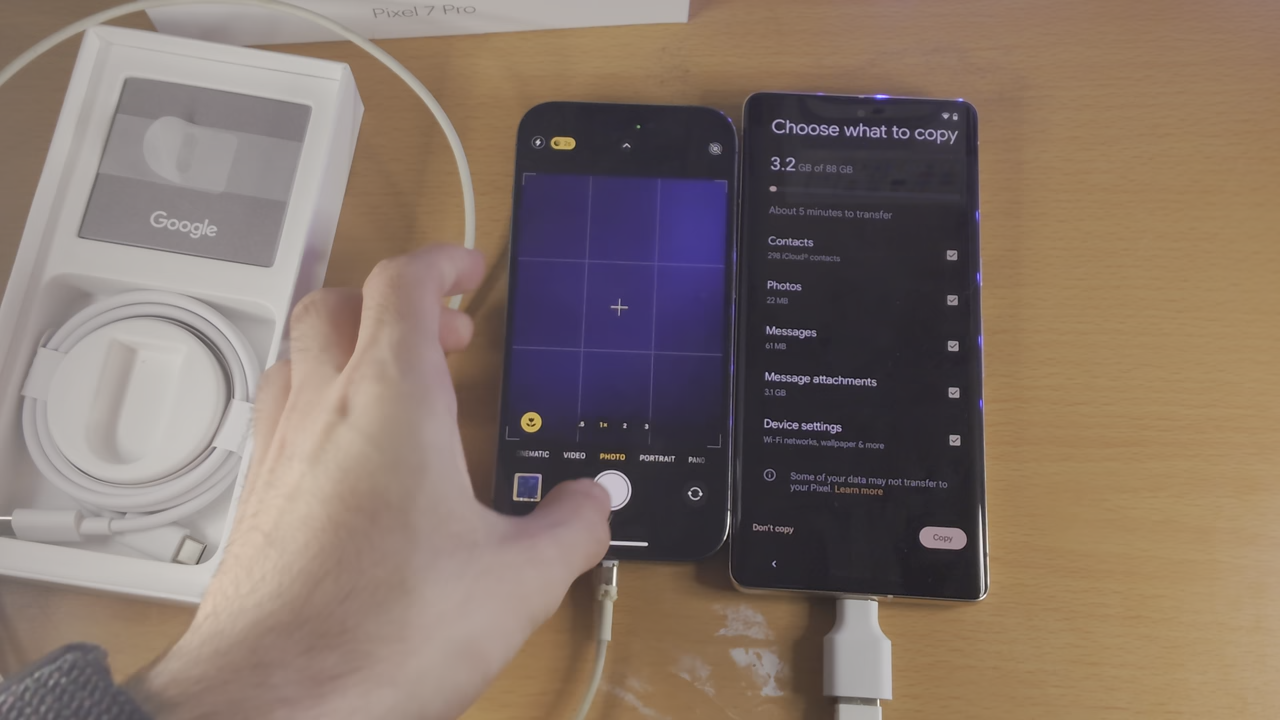 Pixel 7 Pro
Google
.5 1× 2 3
NEMATIC VIDEO PHOTO PORTRAIT PANO
Choose what to copy
3.2 GB of 88 GB
About 5 minutes to transfer
Contacts
298 iCloud® contacts
Photos
22 MB
Messages
61 MB
Message attachments
3.1 GB
Device settings
Wi-Fi networks, wallpaper & more
Some of your data may not transfer to
your Pixel. Learn more
Don't copy
Copy